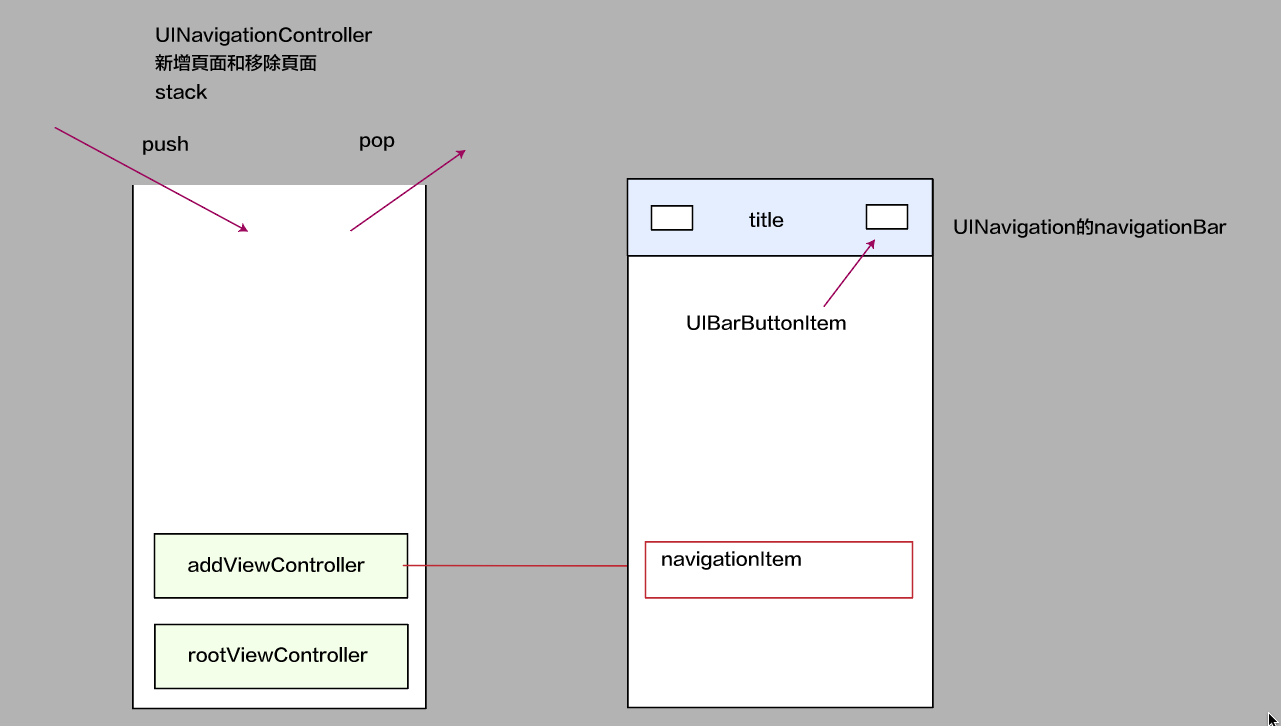 UINavigationController
新增頁面和移除頁面
stack
push
pop
addViewController
rootViewController
title
UINavigation的navigationBar
UIBarButtonItem
navigationItem